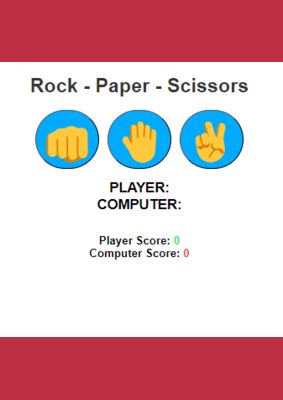 Rock - Paper - Scissors
PLAYER:
COMPUTER:
Player Score: 0
Computer Score: 0